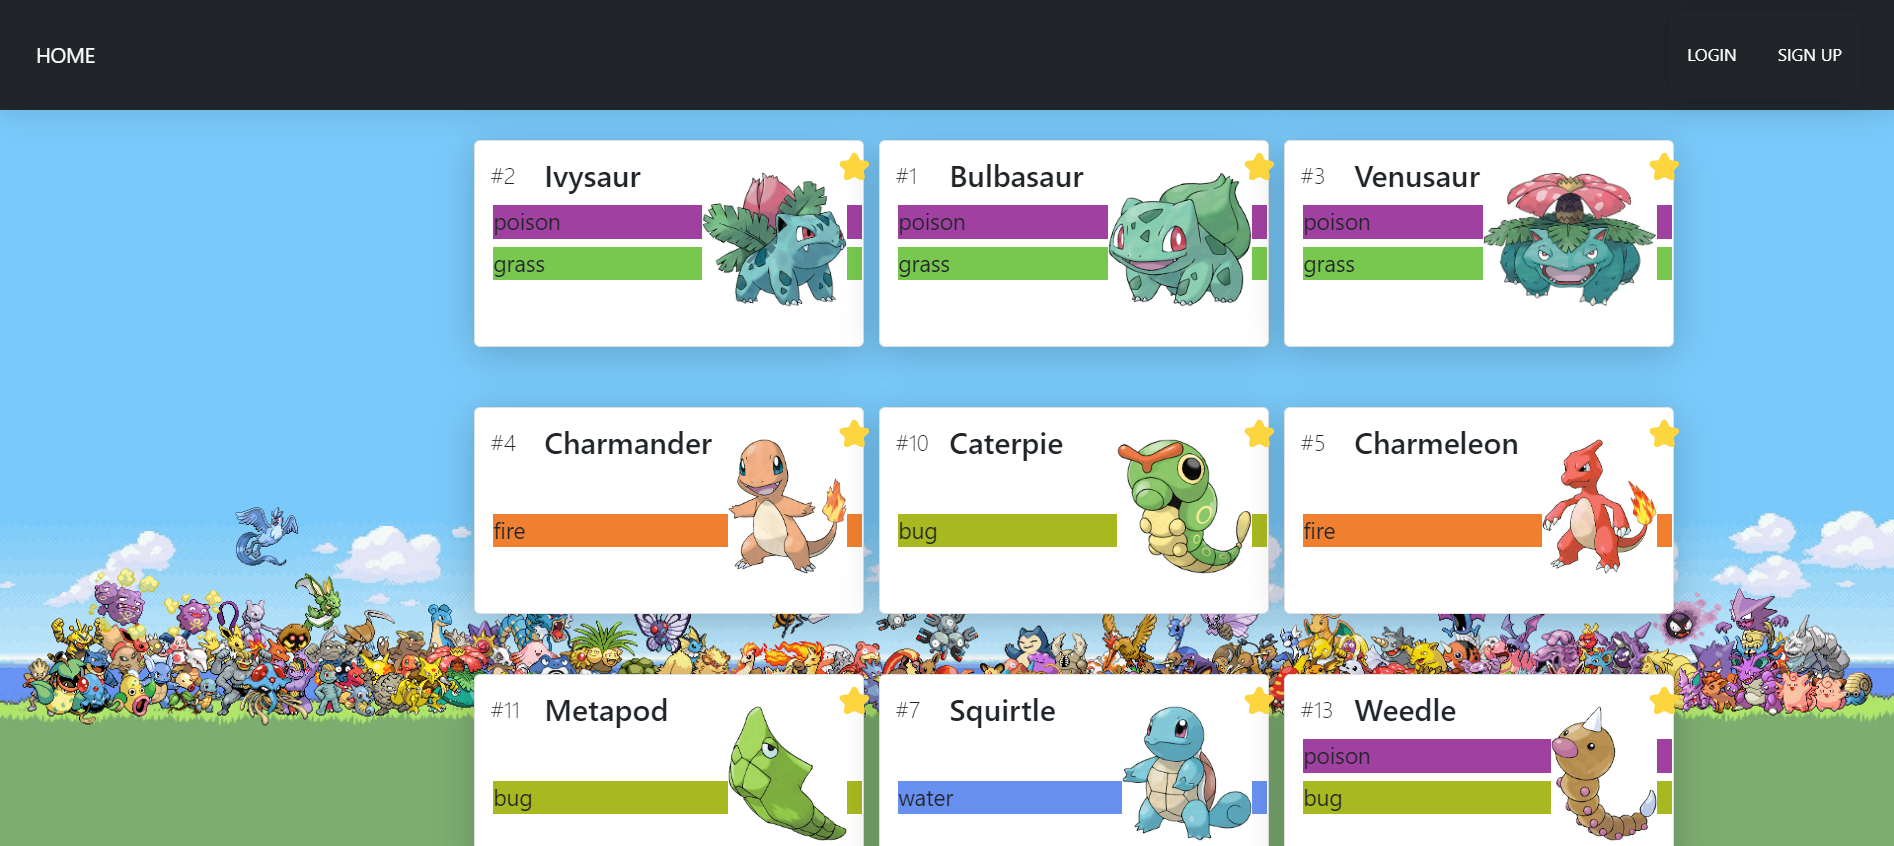 HOME LOGIN SIGN UP
#2 Ivysaur
poison
grass
#1 Bulbasaur
poison
grass
#3 Venusaur
poison
grass
#4 Charmander
fire
#10 Caterpie
bug
#5 Charmeleon
fire
#11 Metapod
bug
#7 Squirtle
water
#13 Weedle
poison
bug